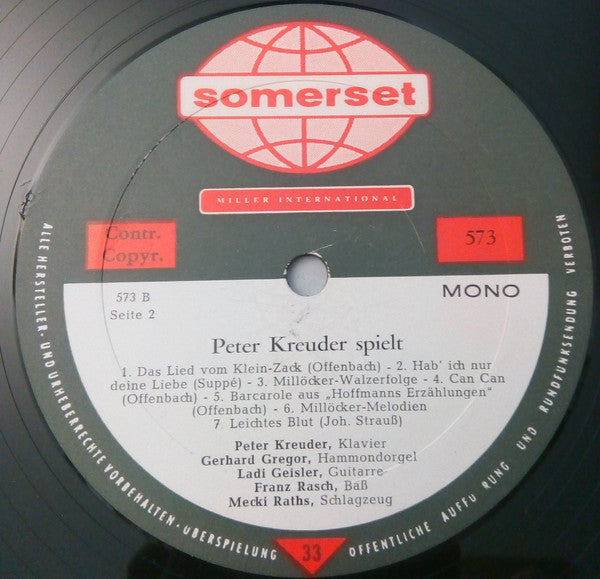 somerset
MILLER INTERNATIONAL
Contr.
Copyr.
573
573 B
Seite 2
MONO
Peter Kreuder spielt
1. Das Lied vom Klein-Zack (Offenbach) - 2. Hab' ich nur
deine Liebe (Suppé) - 3. Millöcker-Walzerfolge - 4. Can Can
(Offenbach) - 5. Barcarole aus „Hoffmanns Erzählungen"
(Offenbach) - 6. Millöcker-Melodien
7. Leichtes Blut (Joh. Strauß)
Peter Kreuder, Klavier
Gerhard Gregor, Hammondorgel
Ladi Geisler, Guitarre
Franz Rasch, Baß
Mecki Raths, Schlagzeug
ALLE HERSTELLER- UND URHEBERRECHTE VORBEHALTEN · ÜBERSPIELUNG
33
ÖFFENTLICHE AUFFÜ RUNG UND RUNDFUNKSENDUNG VERBOTEN